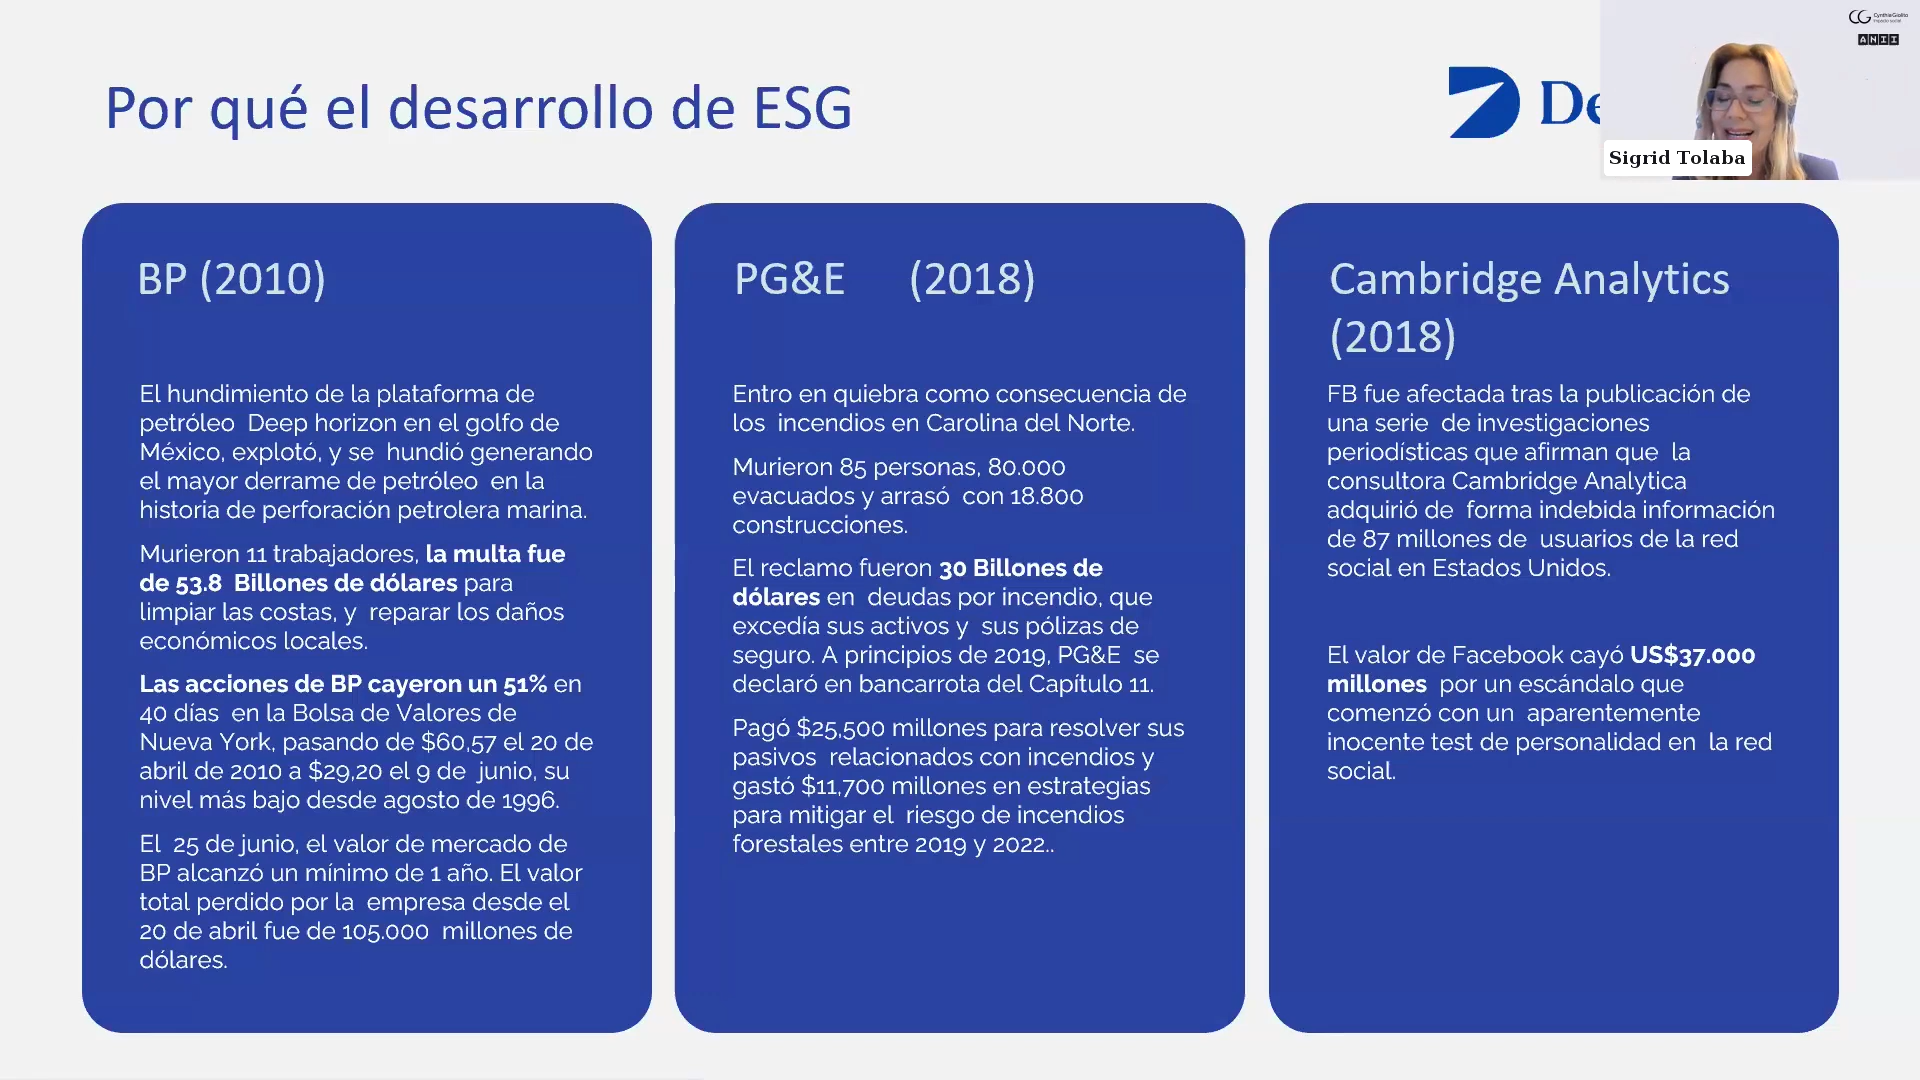 Por qué el desarrollo de ESG
De
CG
ANII
Sigrid Tolaba
BP (2010)
El hundimiento de la plataforma de
petróleo Deep horizon en el golfo de
México, explotó, y se hundió generando
el mayor derrame de petróleo en la
historia de perforación petrolera marina.
Murieron 11 trabajadores, la multa fue
de 53.8 Billones de dólares para
limpiar las costas, y reparar los daños
económicos locales.
Las acciones de BP cayeron un 51% en
40 días en la Bolsa de Valores de
Nueva York, pasando de $60,57 el 20 de
abril de 2010 a $29,20 el 9 de junio, su
nivel más bajo desde agosto de 1996.
El 25 de junio, el valor de mercado de
BP alcanzó un mínimo de 1 año. El valor
total perdido por la empresa desde el
20 de abril fue de 105.000 millones de
dólares.
PG&E (2018)
Entro en quiebra como consecuencia de
los incendios en Carolina del Norte.
Murieron 85 personas, 80.000
evacuados y arrasó con 18.800
construcciones.
El reclamo fueron 30 Billones de
dólares en deudas por incendio, que
excedía sus activos y sus pólizas de
seguro. A principios de 2019, PG&E se
declaró en bancarrota del Capítulo 11.
Pagó $25,500 millones para resolver sus
pasivos relacionados con incendios y
gastó $11,700 millones en estrategias
para mitigar el riesgo de incendios
forestales entre 2019 y 2022..
Cambridge Analytics
(2018)
FB fue afectada tras la publicación de
una serie de investigaciones
periodísticas que afirman que la
consultora Cambridge Analytica
adquirió de forma indebida información
de 87 millones de usuarios de la red
social en Estados Unidos.
El valor de Facebook cayó US$37.000
millones por un escándalo que
comenzó con un aparentemente
inocente test de personalidad en la red
social.